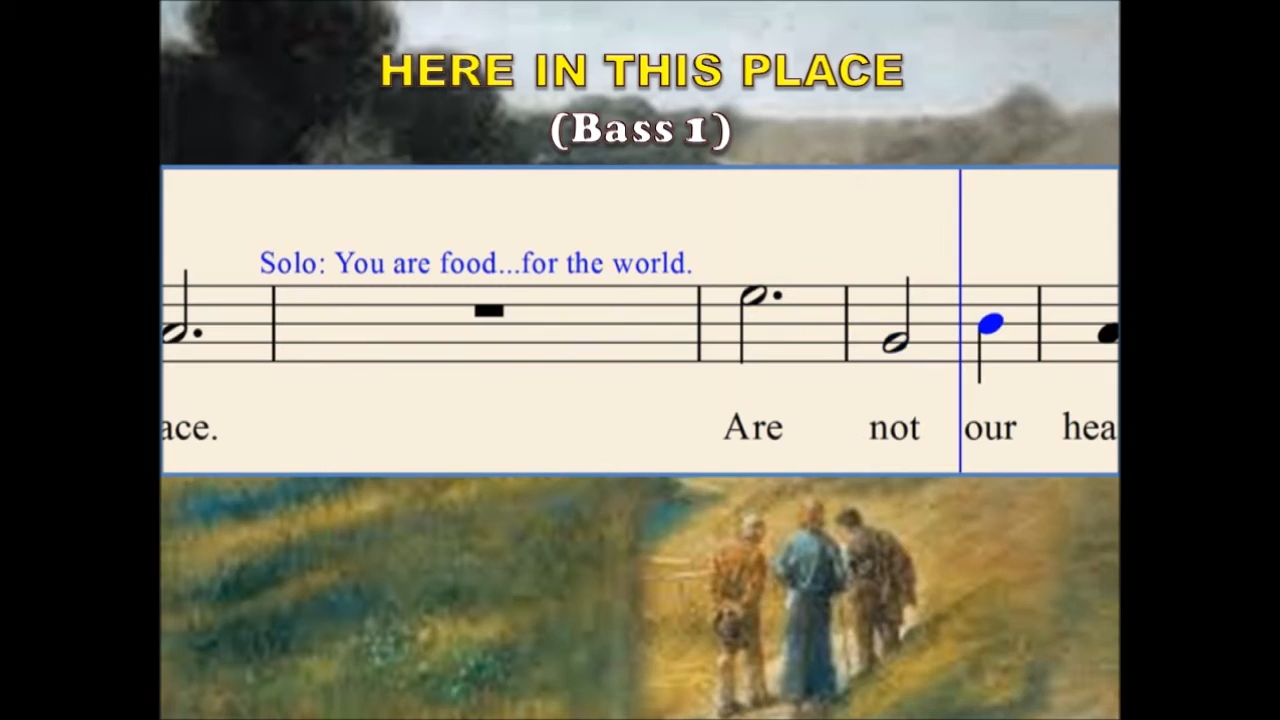 HERE IN THIS PLACE
(Bass 1)
Solo: You are food...for the world.
ace. Are not our hea